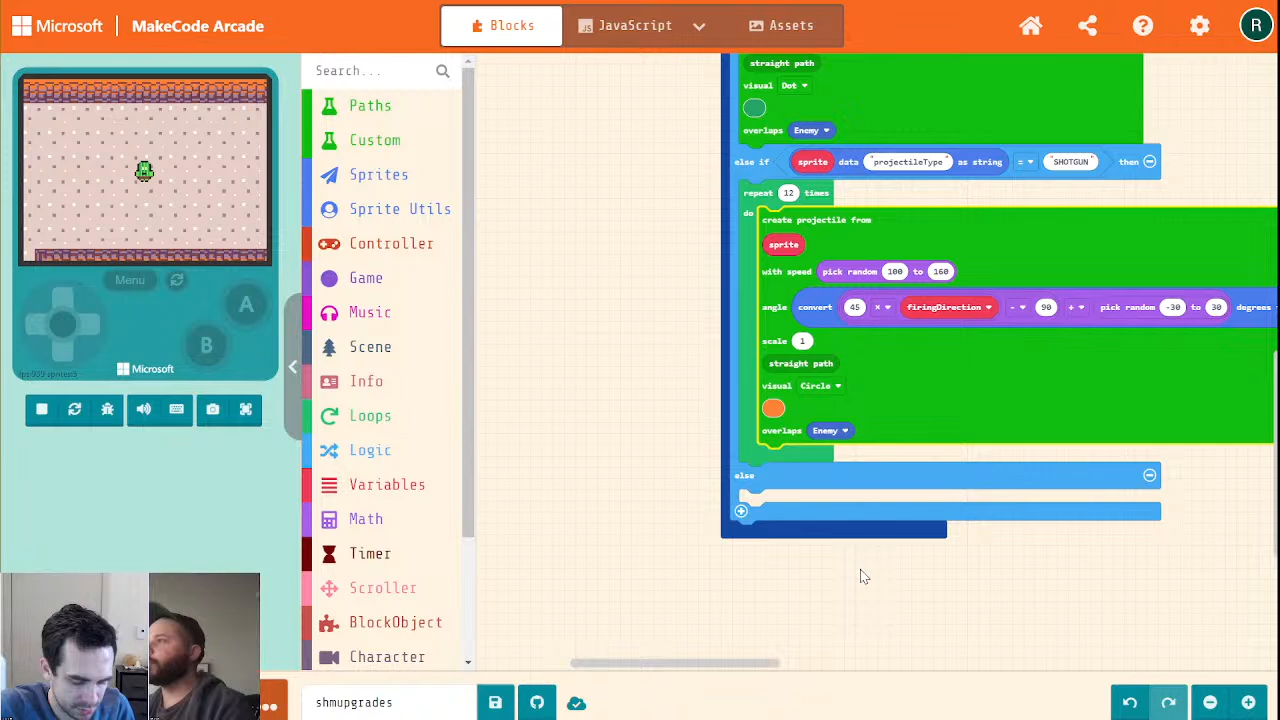 Microsoft MakeCode Arcade Blocks JS JavaScript Assets R
Search...
Paths
Custom
Sprites
Sprite Utils
Controller
Game
Music
Scene
Info
Loops
Logic
Variables
Math
Timer
Scroller
BlockObject
Character
Menu
A
B
Microsoft
straight path
visual Dot
overlaps Enemy
else if sprite data "projectileType" as string = "SHOTGUN" then
repeat 12 times
do create projectile from
sprite
with speed pick random 100 to 160
angle convert 45 × firingDirection - 90 + pick random -30 to 30 degrees
scale 1
straight path
visual Circle
overlaps Enemy
else
shmupgrades